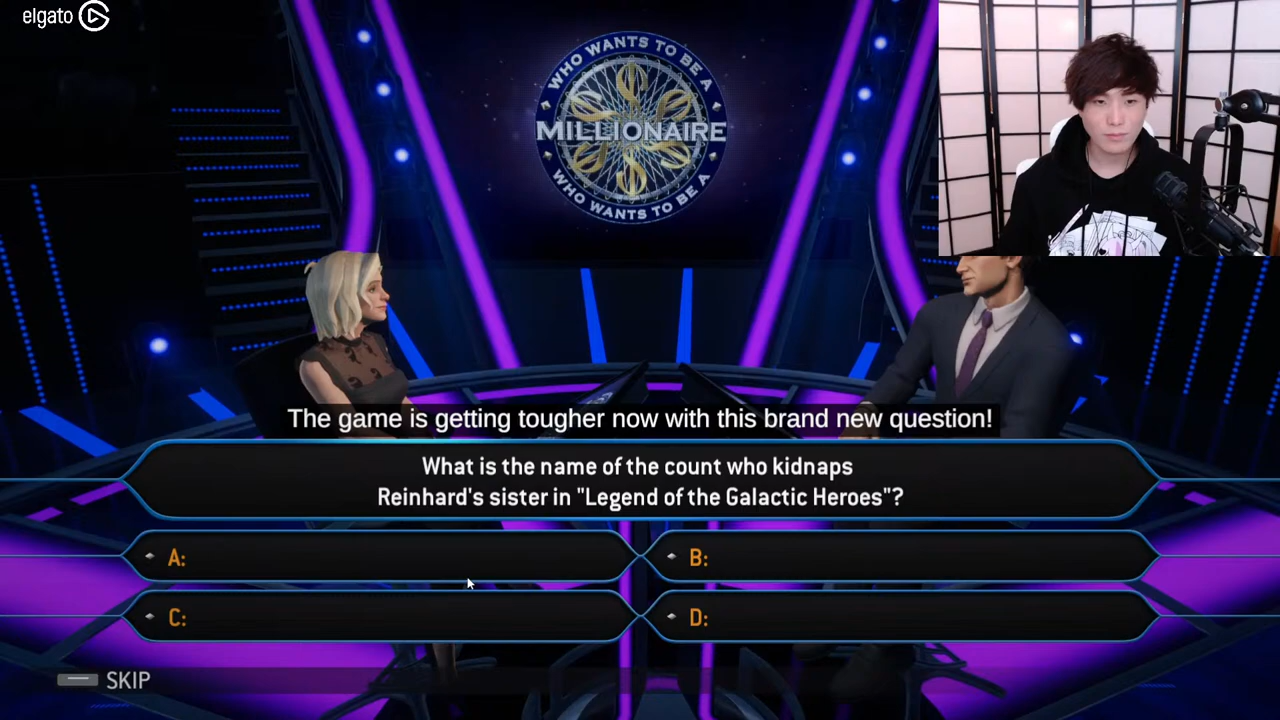 elgato
WHO WANTS TO BE A
MILLIONAIRE
WHO WANTS TO BE A
The game is getting tougher now with this brand new question!
What is the name of the count who kidnaps
Reinhard's sister in "Legend of the Galactic Heroes"?
A:
B:
C:
D:
SKIP